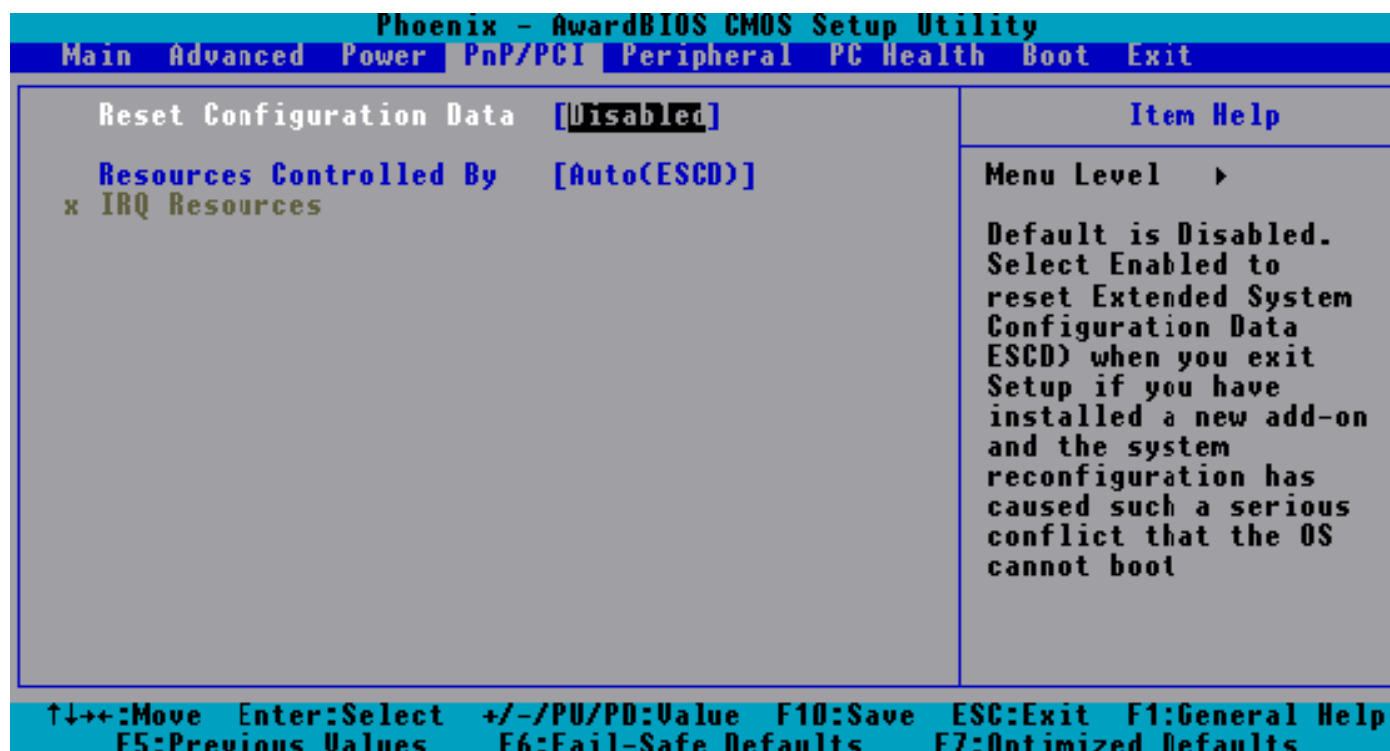 Phoenix - AwardBIOS CMOS Setup Utility
Main Advanced Power PnP/PCI Peripheral PC Health Boot Exit
Reset Configuration Data [Disabled]
Resources Controlled By [Auto(ESCD)]
x IRQ Resources
Item Help
Menu Level ▸
Default is Disabled.
Select Enabled to
reset Extended System
Configuration Data
ESCD) when you exit
Setup if you have
installed a new add-on
and the system
reconfiguration has
caused such a serious
conflict that the OS
cannot boot
↑↓→←:Move Enter:Select +/-/PU/PD:Value F10:Save ESC:Exit F1:General Help
F5:Previous Values F6:Fail-Safe Defaults F7:Optimized Defaults